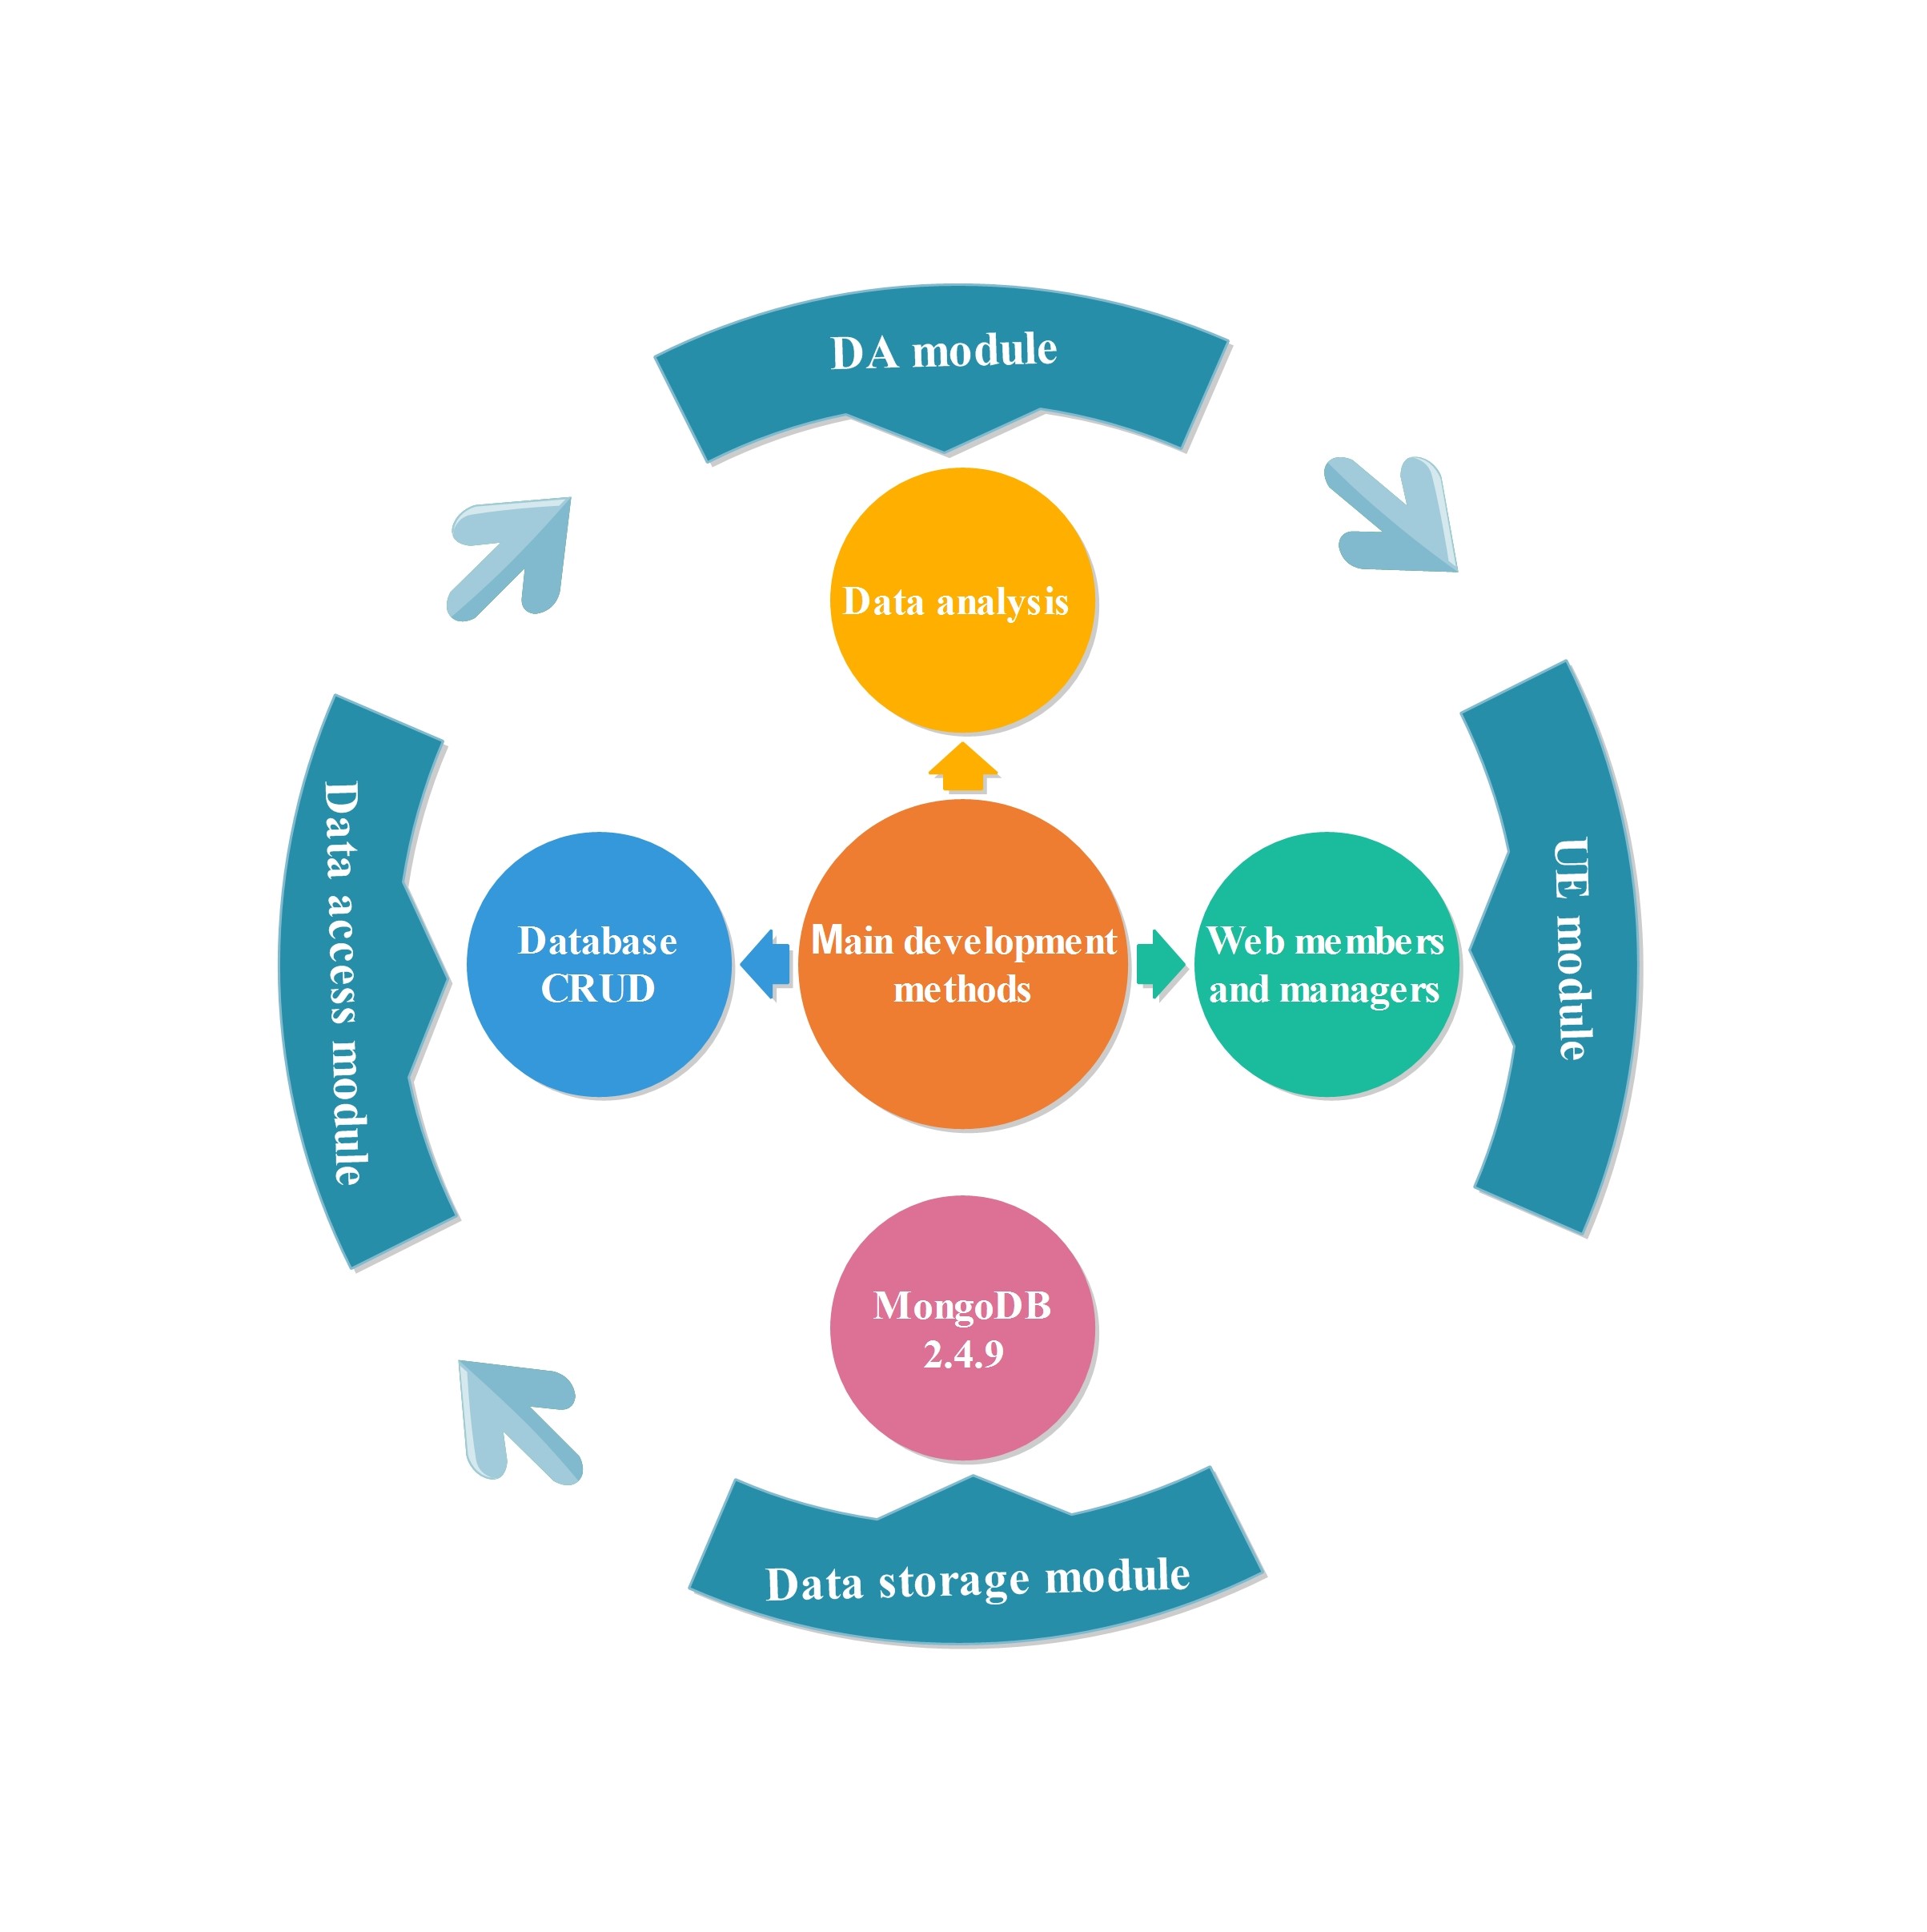 DA module
Data analysis
Data access module
Database
CRUD
Main development
methods
Web members
and managers
UE module
MongoDB
2.4.9
Data storage module